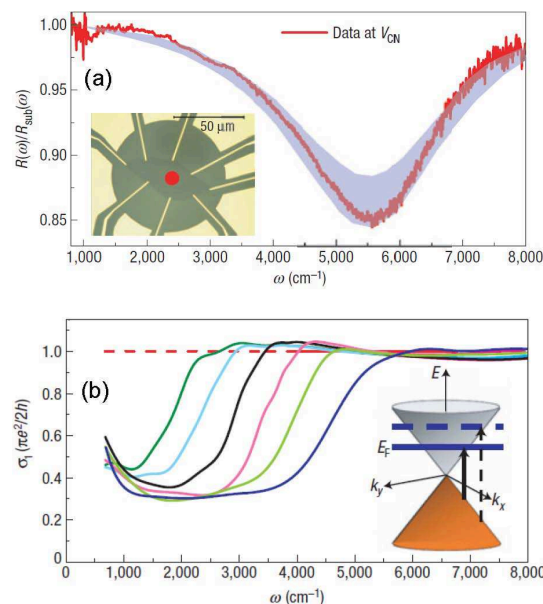 1.00
0.95
0.90
0.85
R(ω)/R_sub(ω)
(a)
Data at V_CN
50 µm
1,000 2,000 3,000 4,000 5,000 6,000 7,000 8,000
ω (cm⁻¹)
(b)
1.0
0.8
0.6
0.4
0.2
0
σ₁ (πe²/2h)
E
E_F
k_y
k_x
0 1,000 2,000 3,000 4,000 5,000 6,000 7,000 8,000
ω (cm⁻¹)